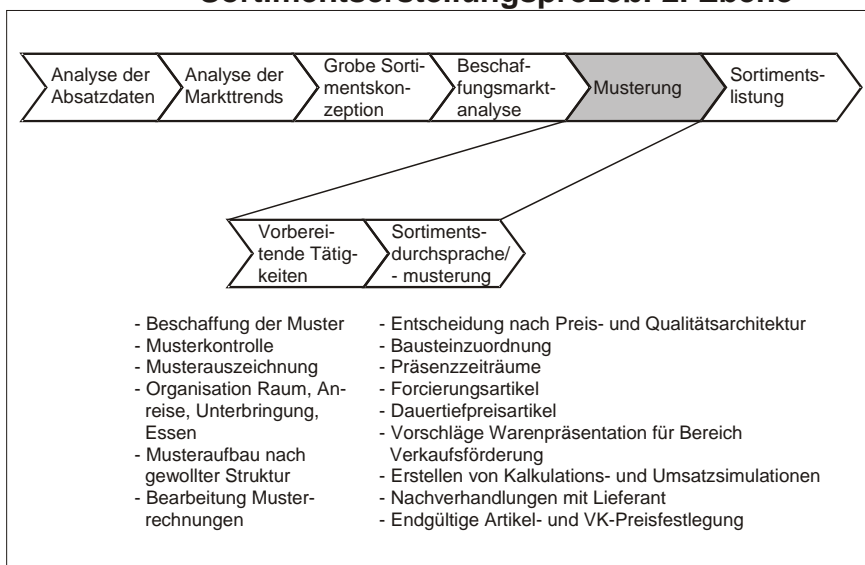 Sortimentserstellungsprozeß: 2. Ebene
Analyse der
Absatzdaten
Analyse der
Markttrends
Grobe Sorti-
mentskon-
zeption
Beschaf-
fungsmarkt-
analyse
Musterung
Sortiments-
listung
Vorberei-
tende Tätig-
keiten
Sortiments-
durchsprache/
- musterung
- Beschaffung der Muster
- Musterkontrolle
- Musterauszeichnung
- Organisation Raum, An-
reise, Unterbringung,
Essen
- Musteraufbau nach
gewollter Struktur
- Bearbeitung Muster-
rechnungen
- Entscheidung nach Preis- und Qualitätsarchitektur
- Bausteinzuordnung
- Präsenzzeiträume
- Forcierungsartikel
- Dauertiefpreisartikel
- Vorschläge Warenpräsentation für Bereich
Verkaufsförderung
- Erstellen von Kalkulations- und Umsatzsimulationen
- Nachverhandlungen mit Lieferant
- Endgültige Artikel- und VK-Preisfestlegung